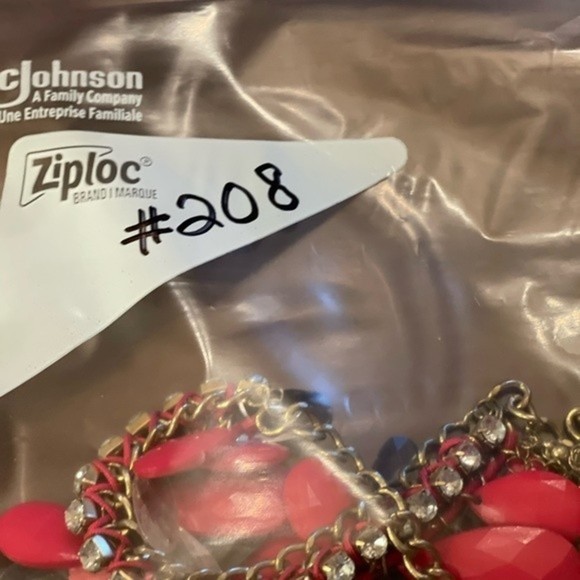 cJohnson
A Family Company
Une Entreprise Familiale
Ziploc®
BRAND | MARQUE
#208